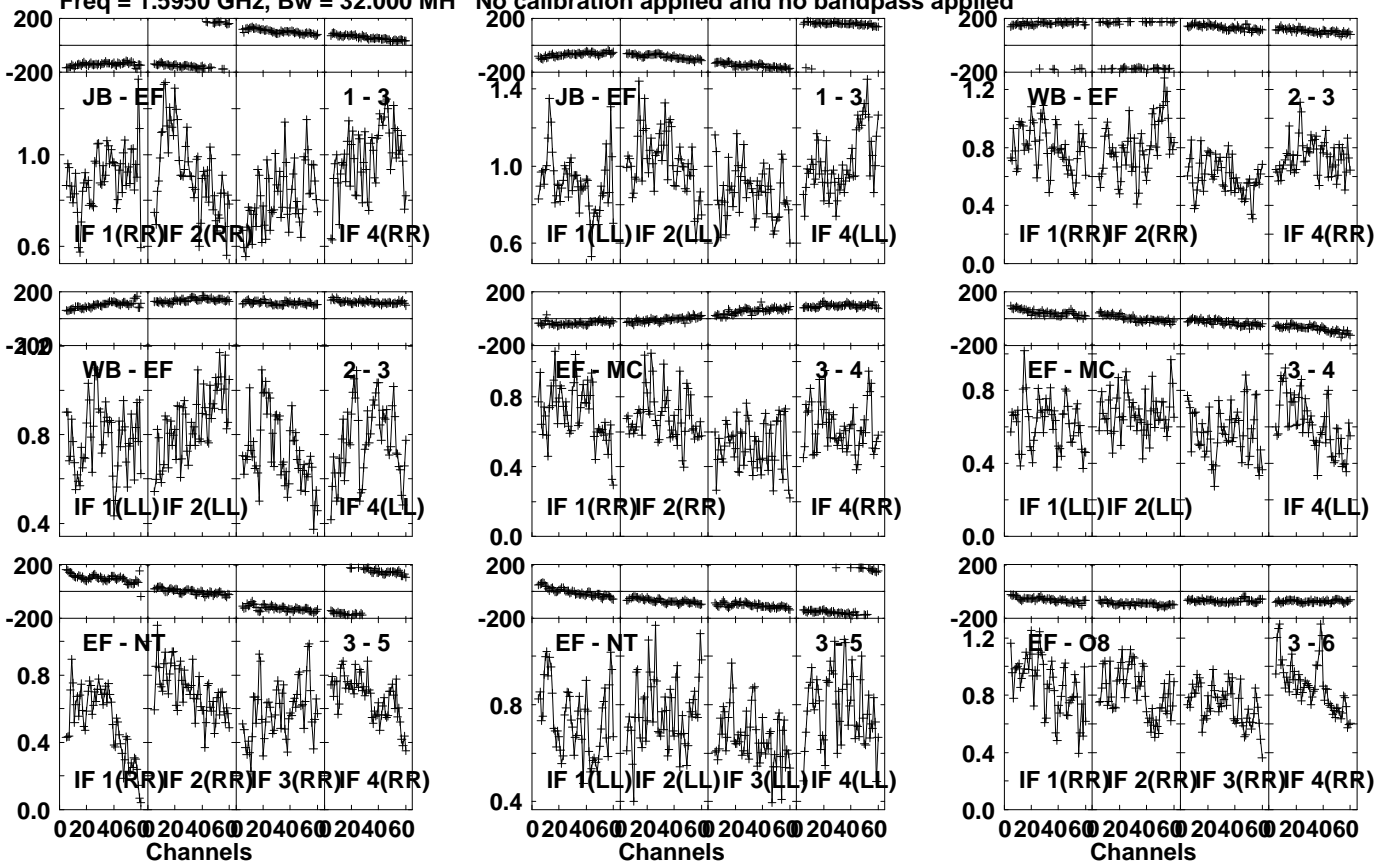 Freq = 1.5950 GHz, Bw = 32.000 MH No calibration applied and no bandpass applied
200
-200
JB - EF 1 - 3
1.0
0.6
IF 1(RR) IF 2(RR) IF 4(RR)
200
-200
1.4
JB - EF 1 - 3
1.0
0.6
IF 1(LL) IF 2(LL) IF 4(LL)
200
-200
1.2
WB - EF 2 - 3
0.8
0.4
0.0
IF 1(RR) IF 2(RR) IF 4(RR)
200
-200
1.2
WB - EF 2 - 3
0.8
0.4
IF 1(LL) IF 2(LL) IF 4(LL)
200
-200
EF - MC 3 - 4
0.8
0.4
0.0
IF 1(RR) IF 2(RR) IF 4(RR)
200
-200
EF - MC 3 - 4
0.8
0.4
0.0
IF 1(LL) IF 2(LL) IF 4(LL)
200
-200
EF - NT 3 - 5
0.8
0.4
0.0
IF 1(RR) IF 2(RR) IF 3(RR) IF 4(RR)
0 20 40 60 0 20 40 60 0 20 40 60 0 20 40 60
Channels
200
-200
EF - NT 3 - 5
0.8
0.4
IF 1(LL) IF 2(LL) IF 3(LL) IF 4(LL)
0 20 40 60 0 20 40 60 0 20 40 60 0 20 40 60
Channels
200
-200
EF - O8 3 - 6
1.2
0.8
0.4
0.0
IF 1(RR) IF 2(RR) IF 3(RR) IF 4(RR)
0 20 40 60 0 20 40 60 0 20 40 60 0 20 40 60
Channels